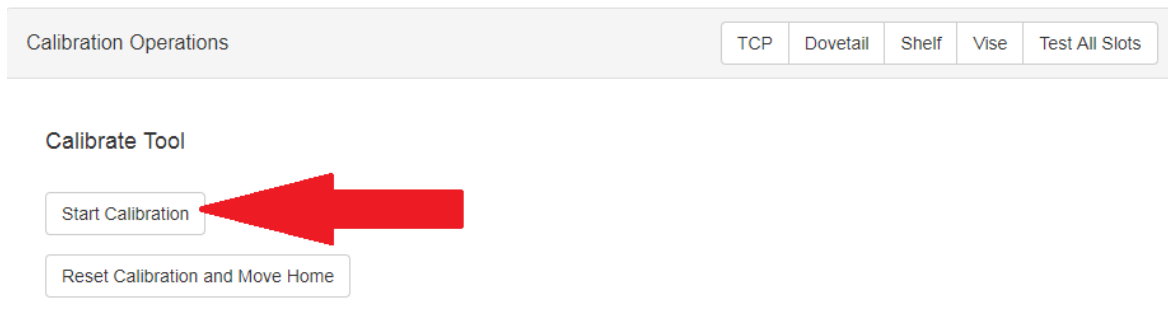 Calibration Operations TCP Dovetail Shelf Vise Test All Slots
Calibrate Tool
Start Calibration
Reset Calibration and Move Home